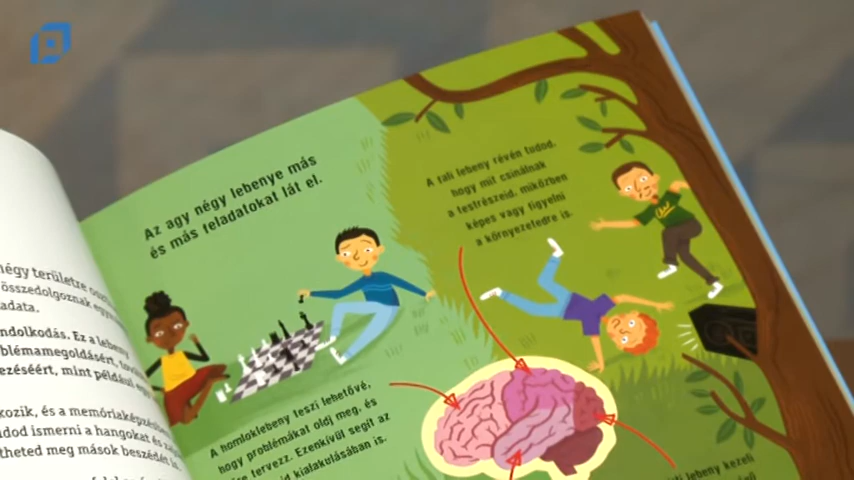 négy területre
összedolgoznak
adata.
ndolkodás. Ez a lebeny
blémamegoldásért,
ezéséért, mint például
kozik, és a memóriaképzésben
dod ismerni a hangokat és
theted meg mások beszédét is.
Az agy négy lebenye más
és más feladatokat lát el.
A homloklebeny teszi lehetővé,
hogy problémákat oldj meg, és
tervezz. Ezenkívül segít az
kialakulásában is.
A fali lebeny révén tudod,
hogy mit csinálnak
a testrészeid, miközben
képes vagy figyelni
a környezetedre is.
lebeny kezeli